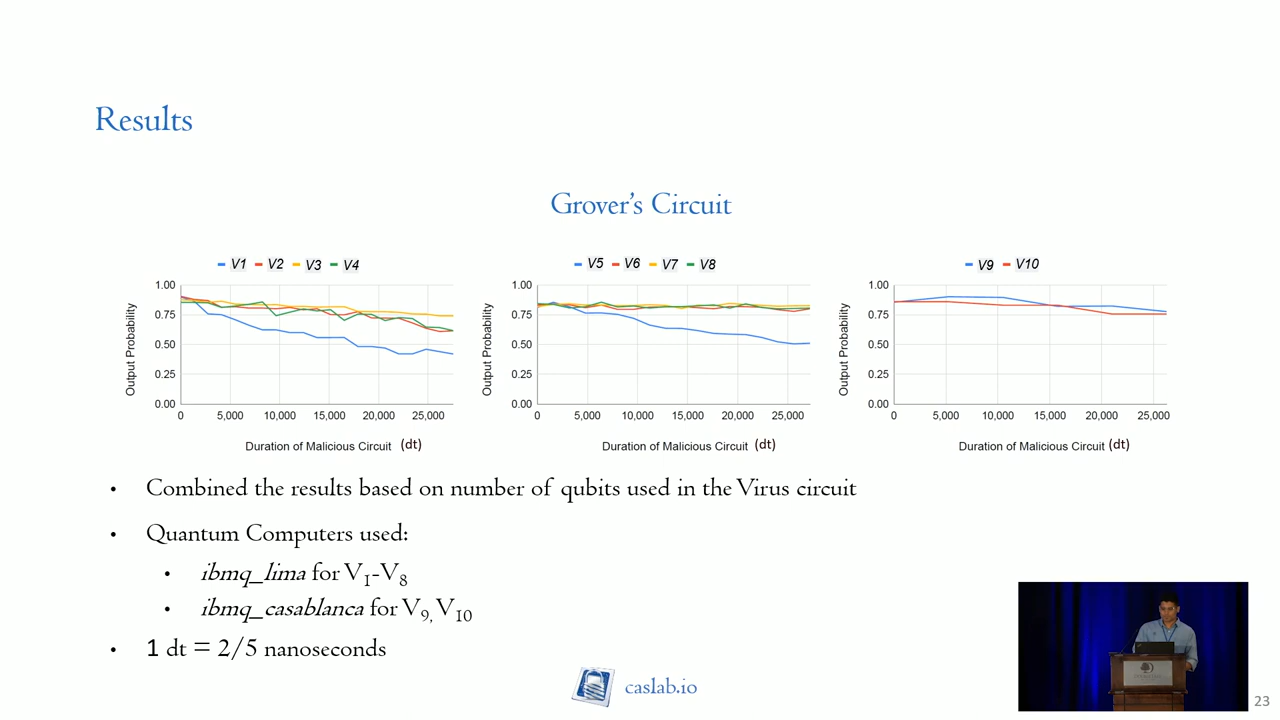 Results
Grover's Circuit
V1 V2 V3 V4
1.00
0.75
0.50
0.25
0.00
Output Probability
0 5,000 10,000 15,000 20,000 25,000
Duration of Malicious Circuit (dt)
V5 V6 V7 V8
1.00
0.75
0.50
0.25
0.00
Output Probability
0 5,000 10,000 15,000 20,000 25,000
Duration of Malicious Circuit (dt)
V9 V10
1.00
0.75
0.50
0.25
0.00
Output Probability
0 5,000 10,000 15,000 20,000 25,000
Duration of Malicious Circuit (dt)
• Combined the results based on number of qubits used in the Virus circuit
• Quantum Computers used:
• ibmq_lima for V1-V8
• ibmq_casablanca for V9, V10
• 1 dt = 2/5 nanoseconds
caslab.io
23